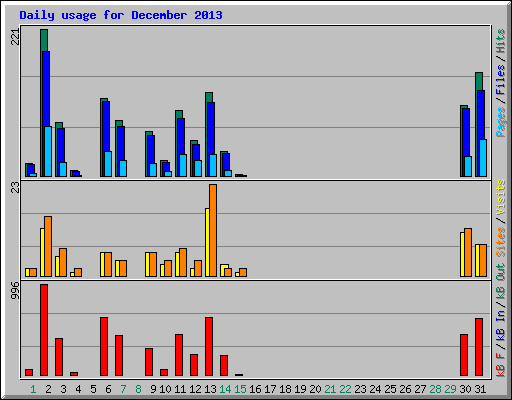 Daily usage for December 2013
221
23
996
Pages / Files / Hits
Sites / Visits
kB F / kB In / kB Out
1 2 3 4 5 6 7 8 9 10 11 12 13 14 15 16 17 18 19 20 21 22 23 24 25 26 27 28 29 30 31